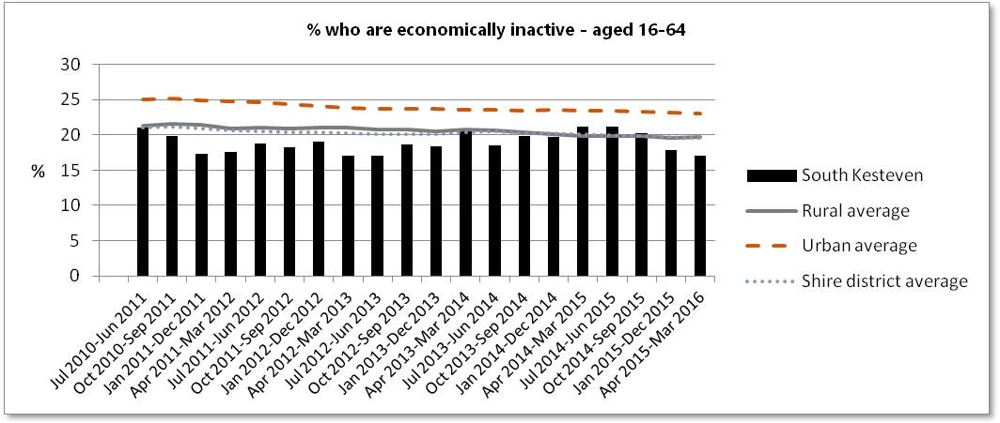 % who are economically inactive - aged 16-64
30
25
20
15
10
5
0
%
Jul 2010-Jun 2011
Oct 2010-Sep 2011
Jan 2011-Dec 2011
Apr 2011-Mar 2012
Jul 2011-Jun 2012
Oct 2011-Sep 2012
Jan 2012-Dec 2012
Apr 2012-Mar 2013
Jul 2012-Jun 2013
Oct 2012-Sep 2013
Jan 2013-Dec 2013
Apr 2013-Mar 2014
Jul 2013-Jun 2014
Oct 2013-Sep 2014
Jan 2014-Dec 2014
Apr 2014-Mar 2015
Jul 2014-Jun 2015
Oct 2014-Sep 2015
Jan 2015-Dec 2015
Apr 2015-Mar 2016
South Kesteven
Rural average
Urban average
Shire district average